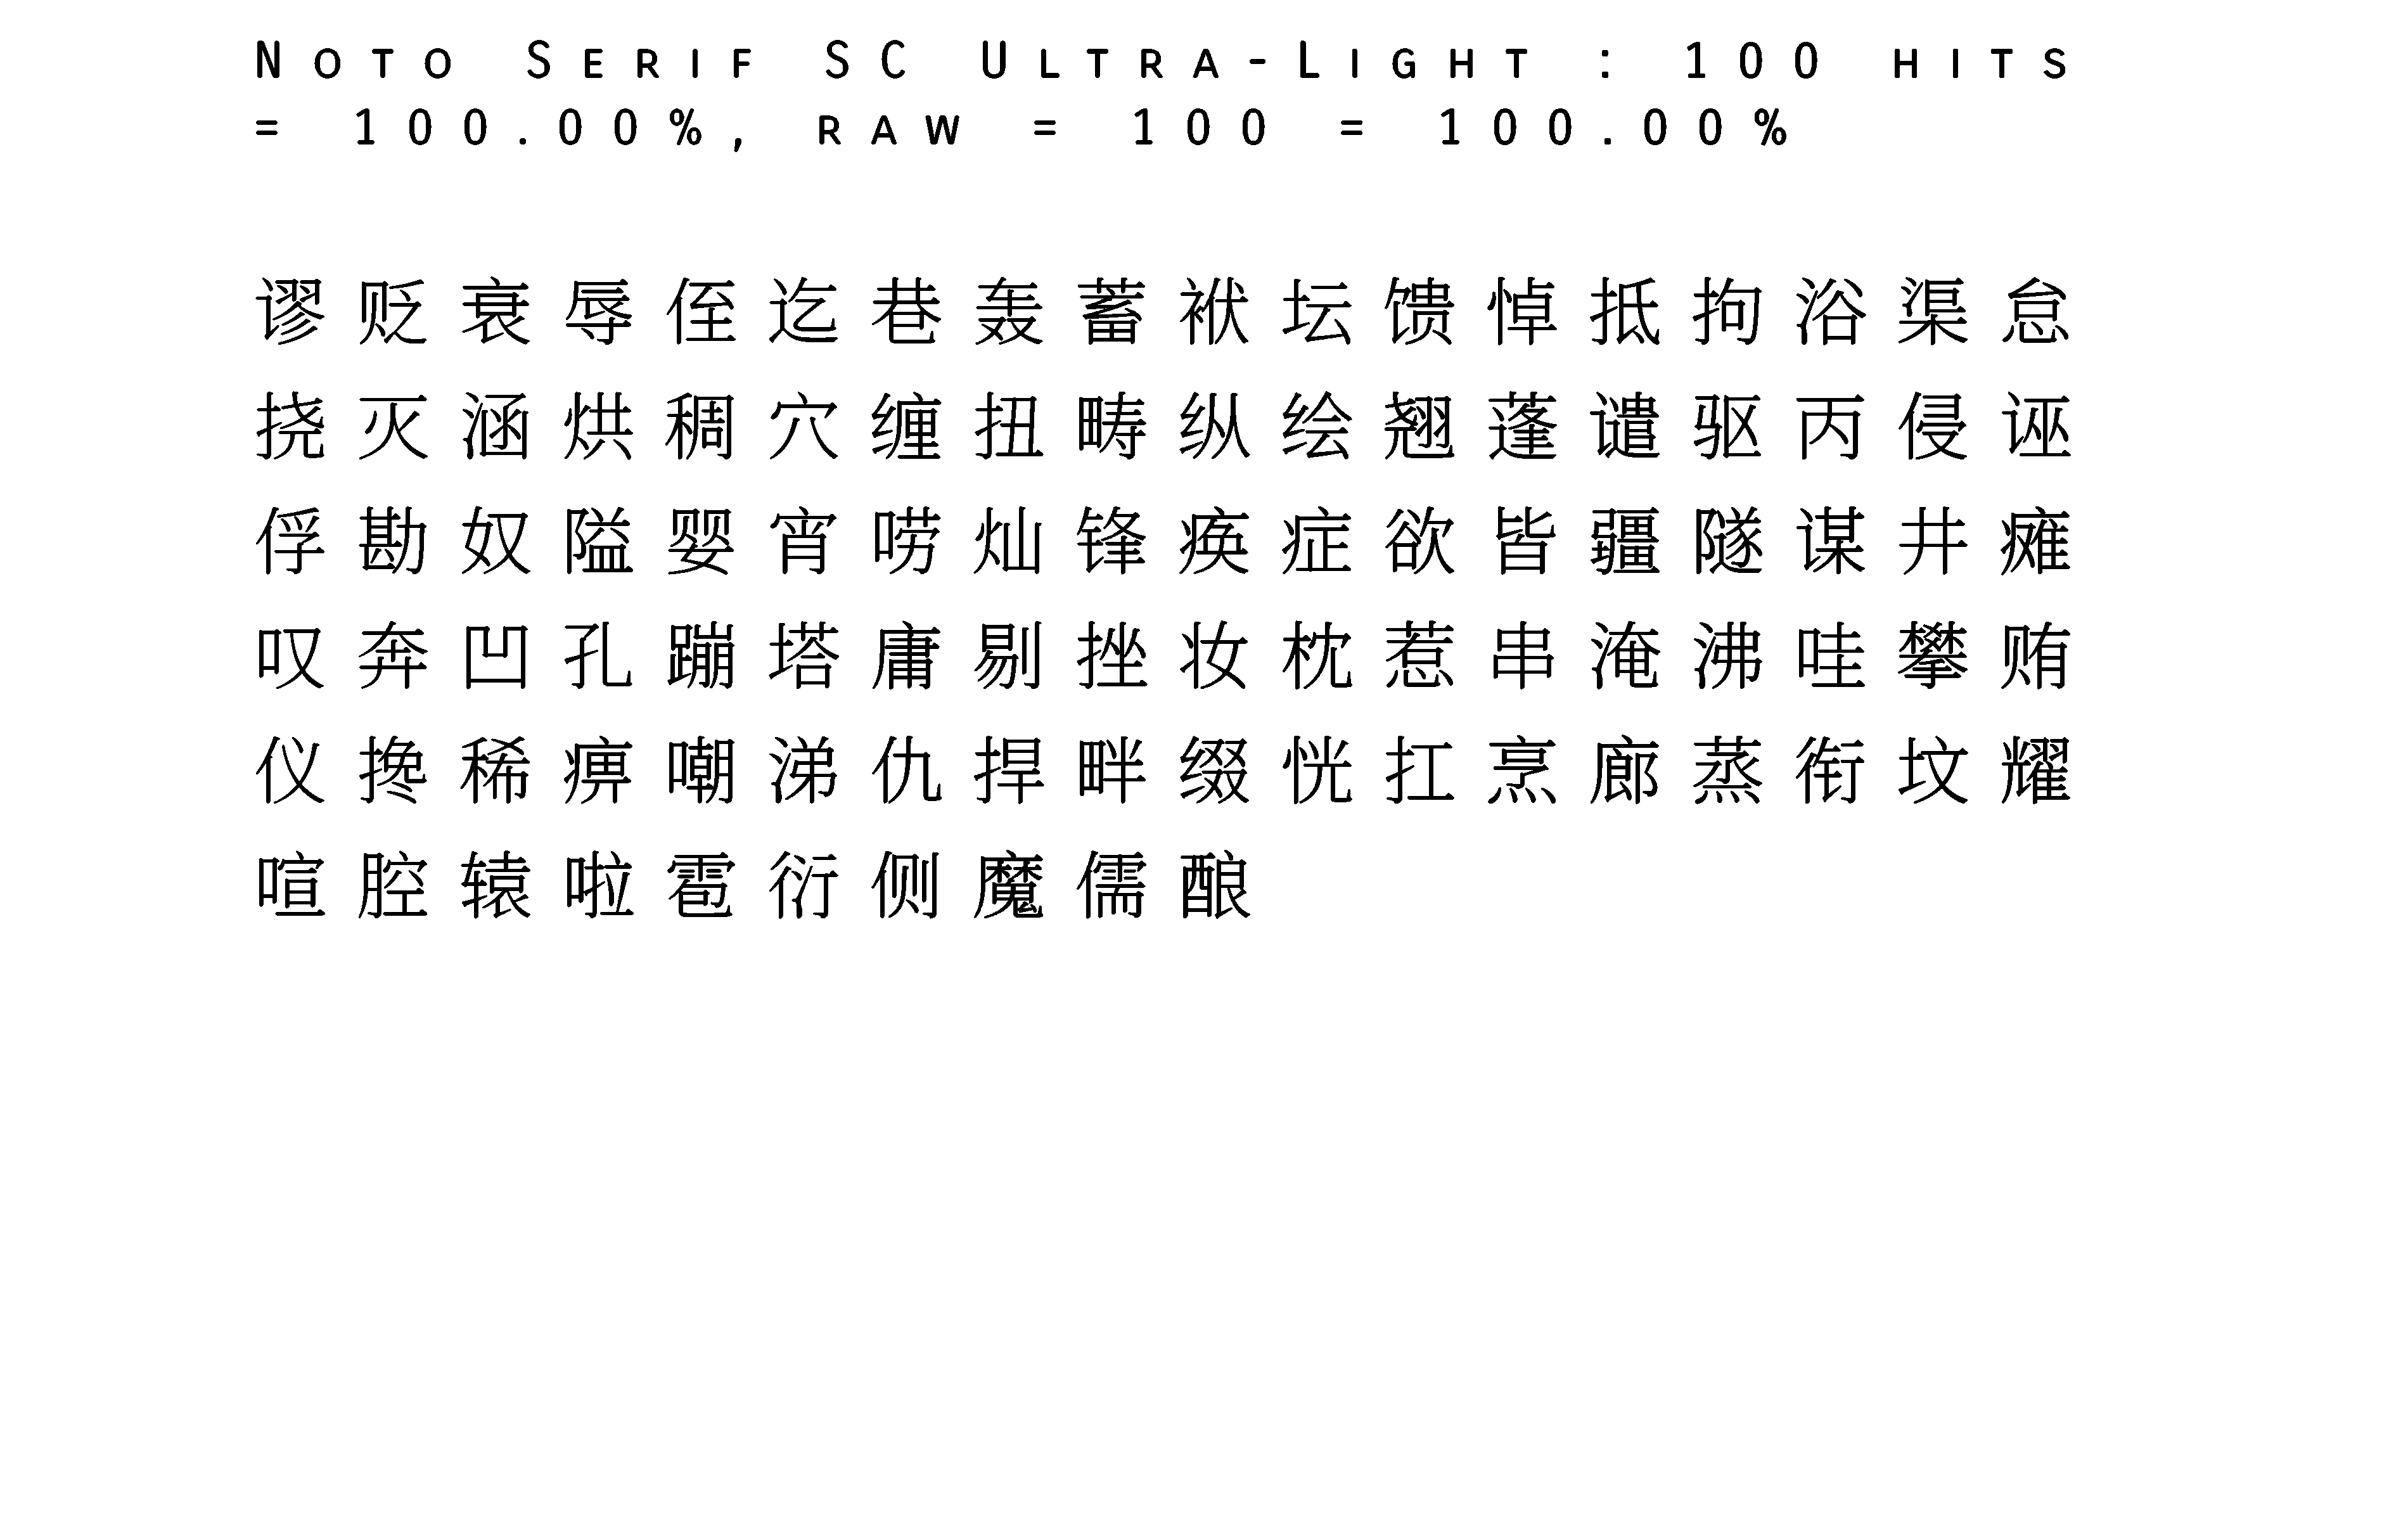 Noto Serif SC Ultra-Light : 100 hits
= 100.00%, raw = 100 = 100.00%
谬贬衰辱侄迄巷轰蓄袱坛馈悼抵拘浴渠怠
挠灭涵烘稠穴缠扭畴纵绘翘蓬谴驱丙侵诬
俘勘奴隘婴宵唠灿锋痪症欲皆疆隧谋井瘫
叹奔凹孔蹦塔庸剔挫妆枕惹串淹沸哇攀贿
仪搀稀痹嘲涕仇捍畔缀恍扛烹廊蒸衔坟耀
喧腔辕啦雹衍侧魔儒酿